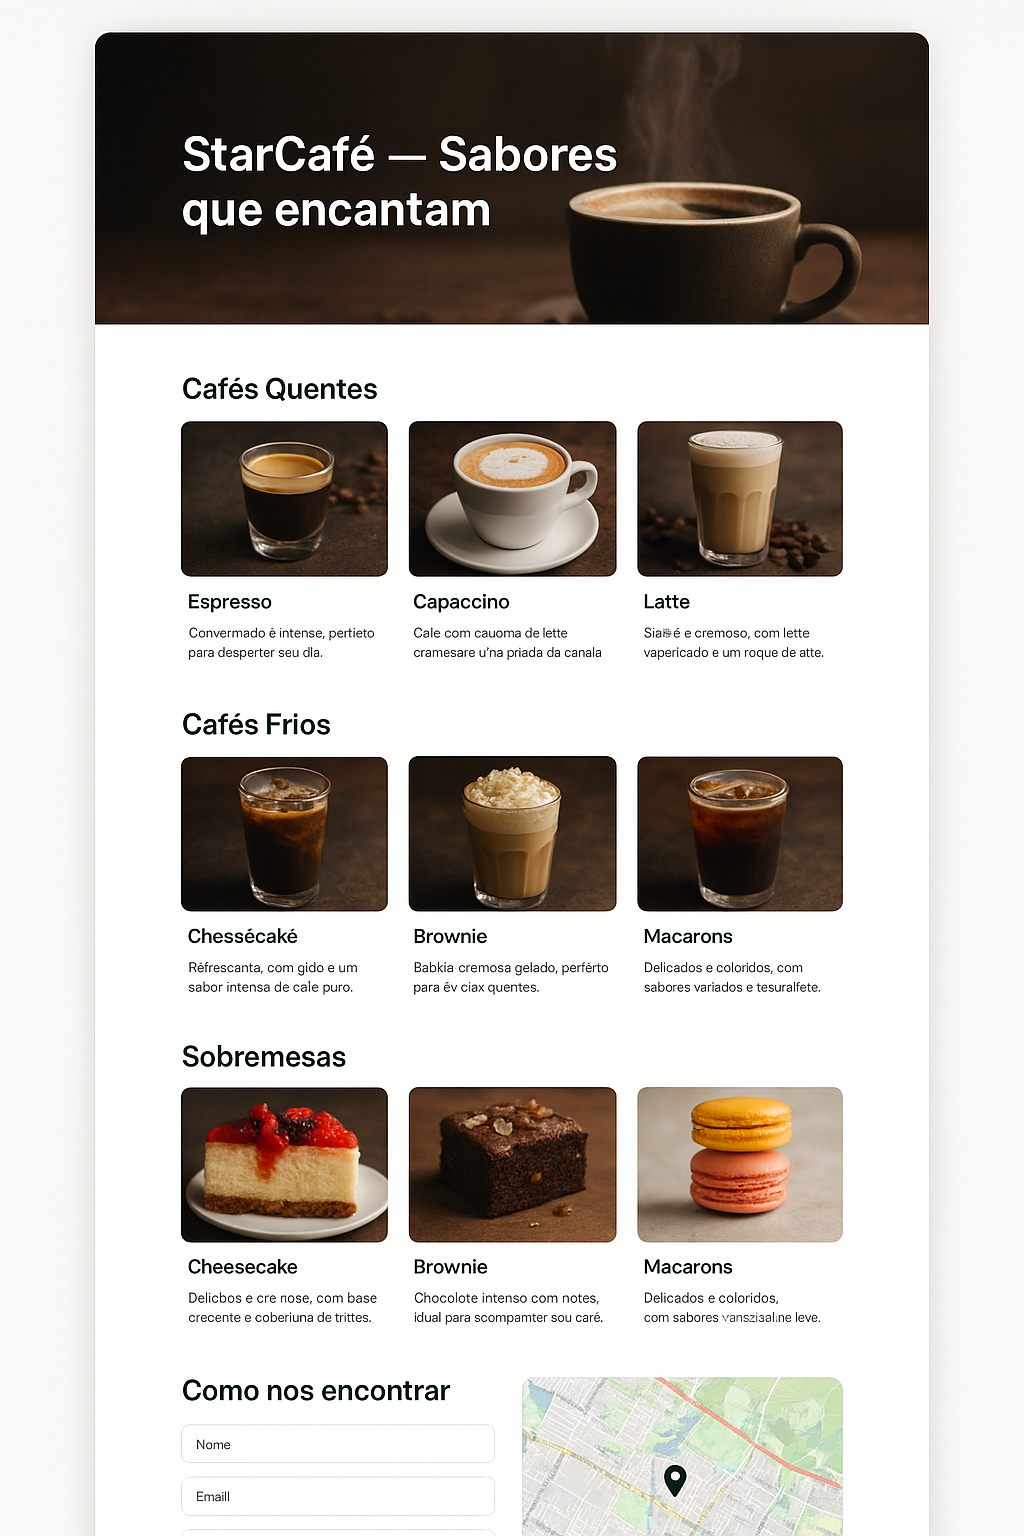 StarCafé — Sabores
que encantam
Cafés Quentes
Espresso
Convermado è intense, pertieto
para desperter seu dla.
Capaccino
Cale com cauoma de lette
cramesare u'na priada da canala
Latte
é e cremoso, com lette
vapericado e um roque de atte.
Cafés Frios
Chessécaké
Réfrescanta, com gido e um
sabor intensa de cale puro.
Brownie
Babkia cremosa gelado, perférto
para êv ciax quentes.
Macarons
Delicados e coloridos, com
sabores variados e tesuralfete.
Sobremesas
Cheesecake
Delicbos e cre nose, com base
crecente e coberiuna de trittes.
Brownie
Chocolote intenso com notes,
idual para scompamter sou caré.
Macarons
Delicados e coloridos,
com sabores leve.
Como nos encontrar
Nome
Emaill